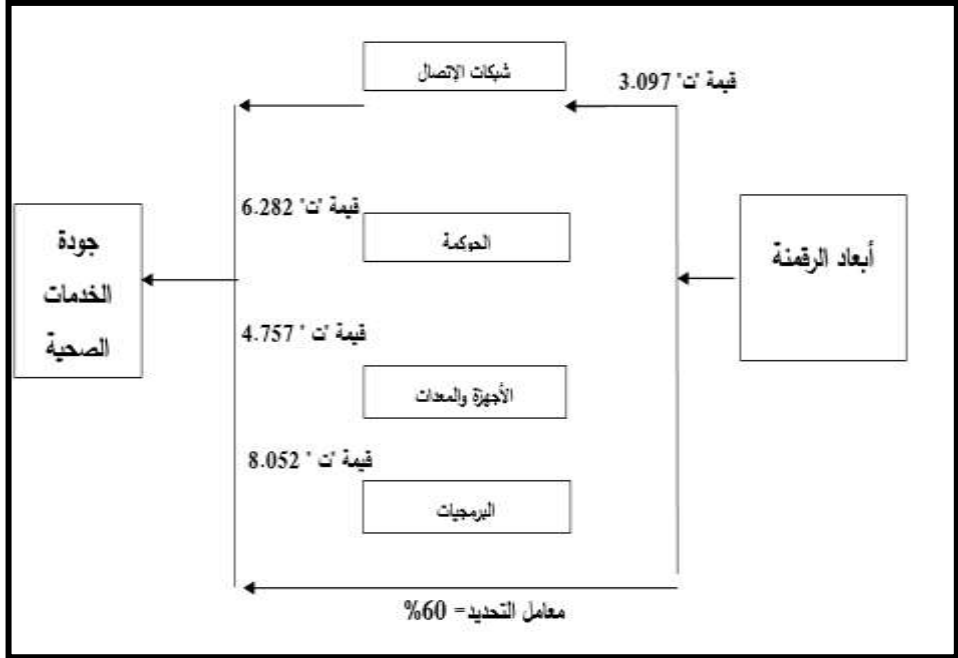 شبكات الإتصال
قيمة "ت" 3.097
أبعاد الرقمنة
قيمة "ت" 6.282
الحوكمة
جودة
الخدمات
الصحية
قيمة "ت" 4.757
الأجهزة والمعدات
قيمة "ت" 8.052
البرمجيات
معامل التحديد= 60%